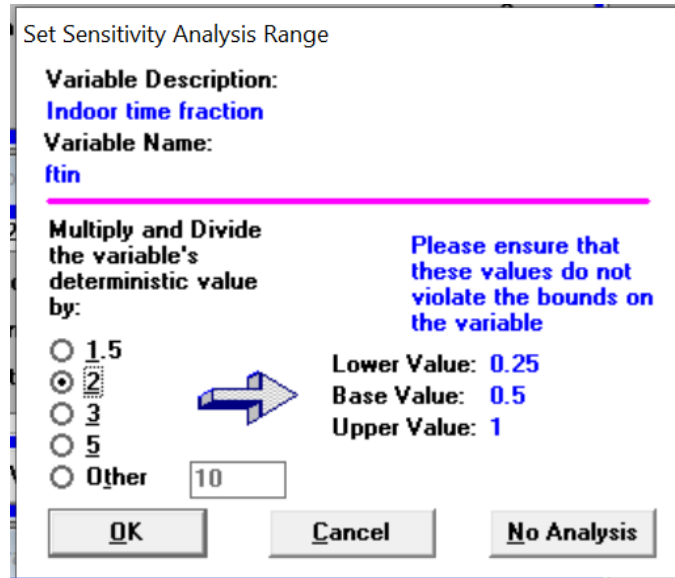 Set Sensitivity Analysis Range
Variable Description:
Indoor time fraction
Variable Name:
ftin
Multiply and Divide
the variable's
deterministic value
by:
1.5
2
3
5
Other 10
Please ensure that
these values do not
violate the bounds on
the variable
Lower Value: 0.25
Base Value: 0.5
Upper Value: 1
OK Cancel No Analysis